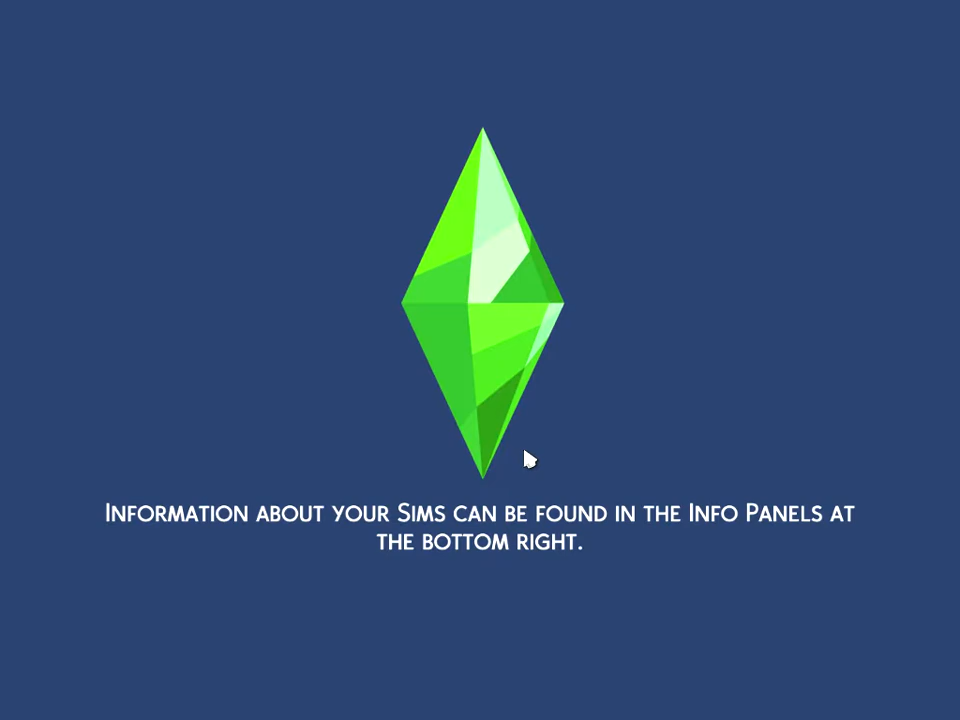 Information about your Sims can be found in the Info Panels at
the bottom right.